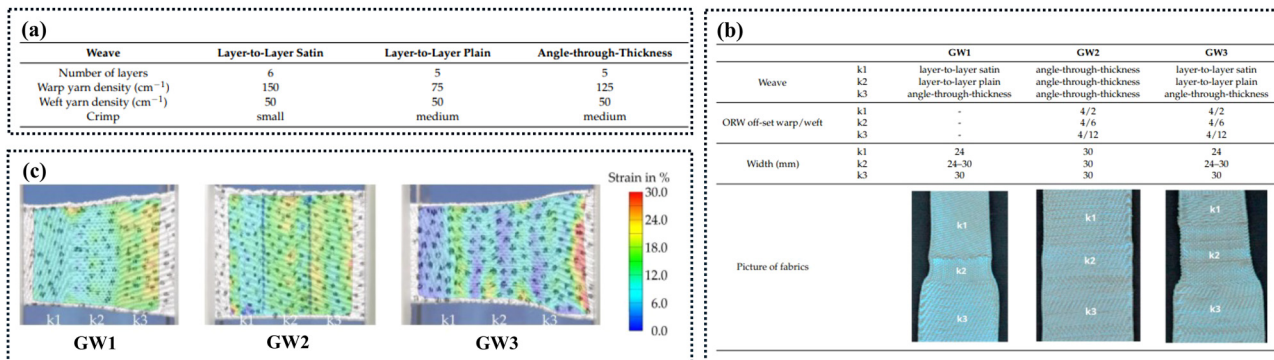 (a)
Weave Layer-to-Layer Satin Layer-to-Layer Plain Angle-through-Thickness
Number of layers 6 5 5
Warp yarn density (cm⁻¹) 150 75 125
Weft yarn density (cm⁻¹) 50 50 50
Crimp small medium medium
(c)
Strain in %
30.0
24.0
18.0
12.0
6.0
0.0
k1 k2 k3
GW1
k1 k2 k3
GW2
k1 k2 k3
GW3
(b)
GW1 GW2 GW3
Weave
k1 layer-to-layer satin angle-through-thickness layer-to-layer satin
k2 layer-to-layer plain angle-through-thickness layer-to-layer plain
k3 angle-through-thickness angle-through-thickness angle-through-thickness
ORW off-set warp/weft
k1 - 4/2 4/2
k2 - 4/6 4/6
k3 - 4/12 4/12
Width (mm)
k1 24 30 24
k2 24–30 30 24–30
k3 30 30 30
Picture of fabrics
k1
k2
k3
k1
k2
k3
k1
k2
k3